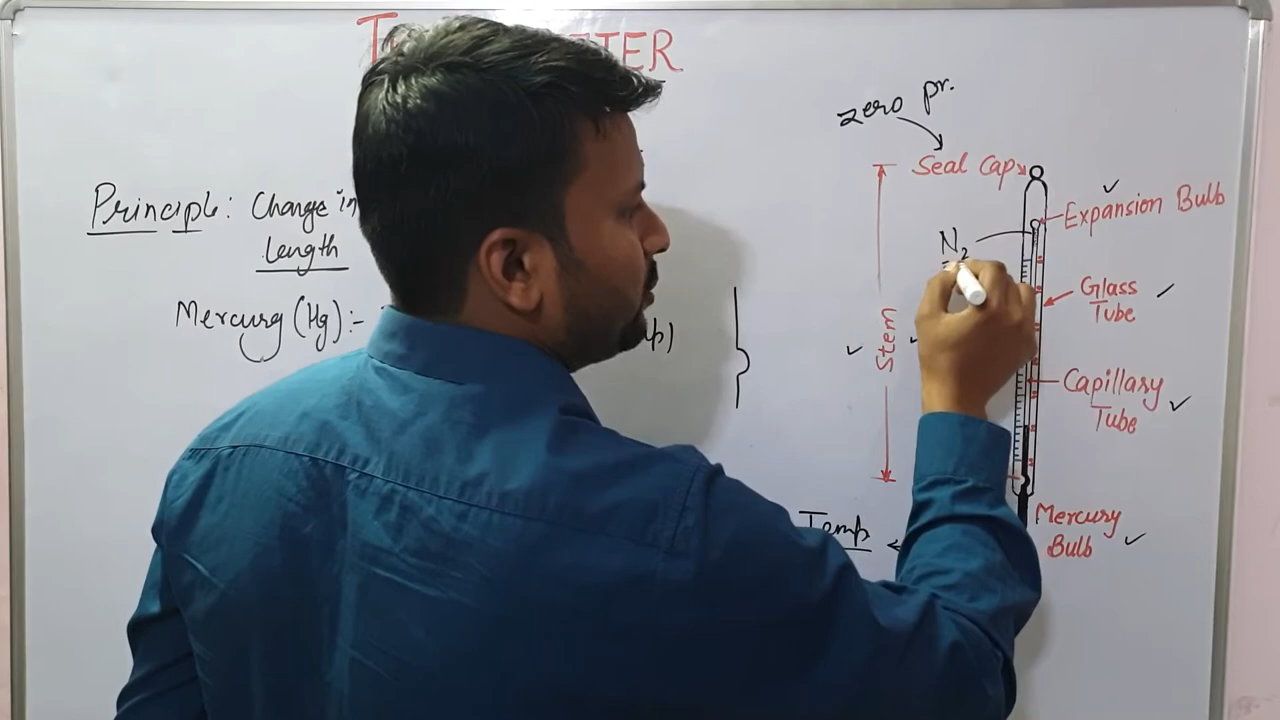 zero pr.
Principle: Change in
Length
Mercury (Hg):-
Seal Cap
Expansion Bulb
N2
Glass
Tube
Stem
Capillary
Tube
Temp
Mercury
Bulb